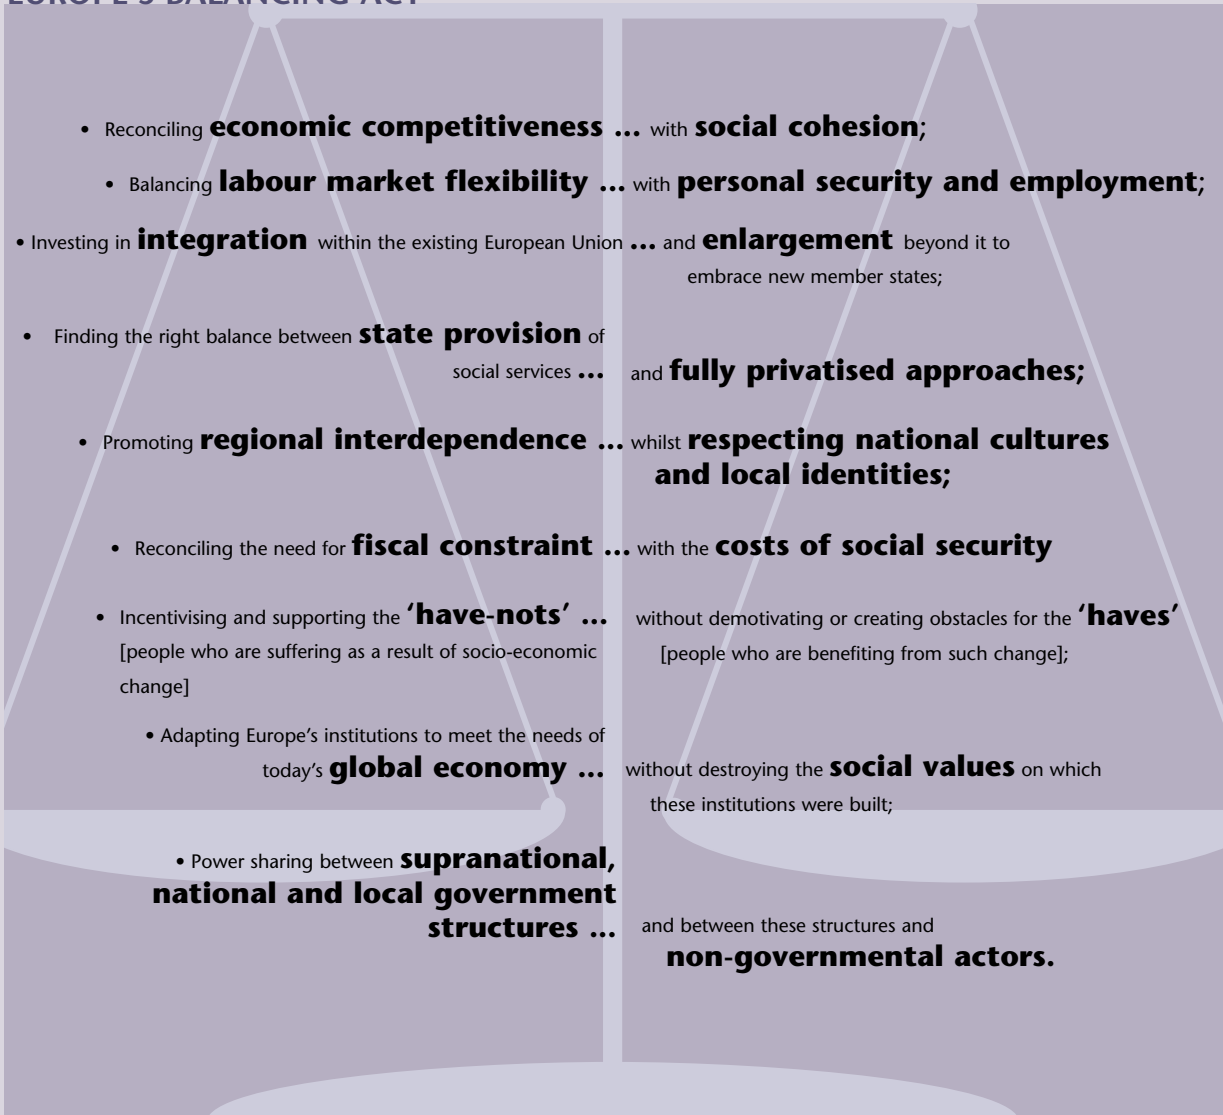 EUROPE'S BALANCING ACT
• Reconciling economic competitiveness ... with social cohesion;
• Balancing labour market flexibility ... with personal security and employment;
• Investing in integration within the existing European Union ... and enlargement beyond it to
embrace new member states;
• Finding the right balance between state provision of
social services ... and fully privatised approaches;
• Promoting regional interdependence ... whilst respecting national cultures
and local identities;
• Reconciling the need for fiscal constraint ... with the costs of social security
• Incentivising and supporting the ‘have-nots’ ... without demotivating or creating obstacles for the ‘haves’
[people who are suffering as a result of socio-economic
change]
[people who are benefiting from such change];
• Adapting Europe’s institutions to meet the needs of
today’s global economy ... without destroying the social values on which
these institutions were built;
• Power sharing between supranational,
national and local government
structures ... and between these structures and
non-governmental actors.